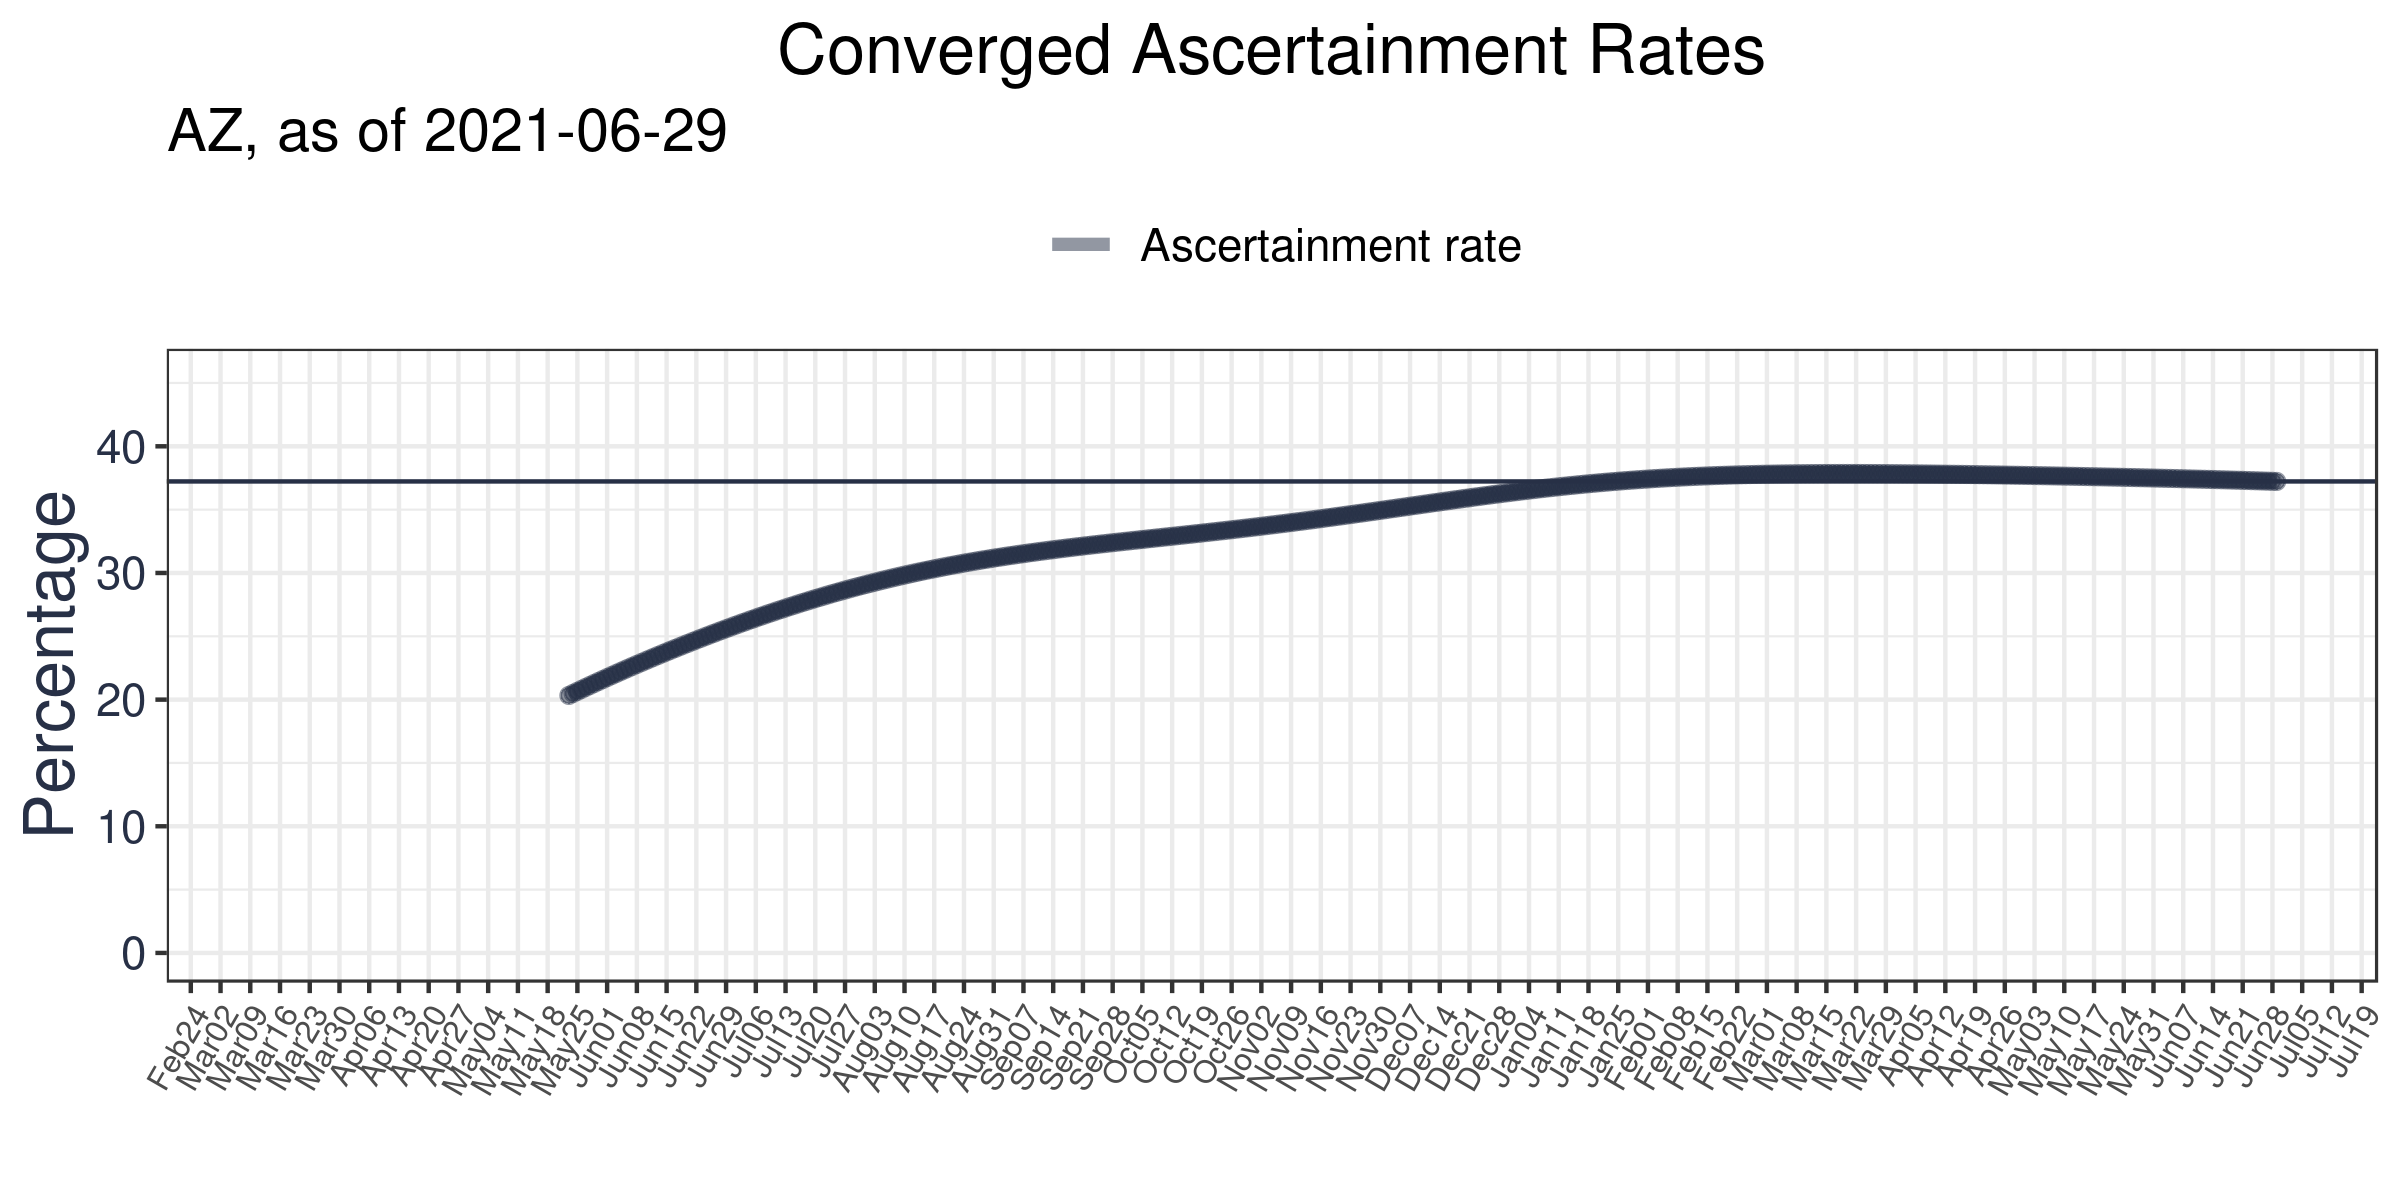 Converged Ascertainment Rates
AZ, as of 2021-06-29
Ascertainment rate
Percentage
40
30
20
10
0
Feb24
Mar02
Mar09
Mar16
Mar23
Mar30
Apr06
Apr13
Apr20
Apr27
May04
May11
May18
May25
Jun01
Jun08
Jun15
Jun22
Jun29
Jul06
Jul13
Jul20
Jul27
Aug03
Aug10
Aug17
Aug24
Aug31
Sep07
Sep14
Sep21
Sep28
Oct05
Oct12
Oct19
Oct26
Nov02
Nov09
Nov16
Nov23
Nov30
Dec07
Dec14
Dec21
Dec28
Jan04
Jan11
Jan18
Jan25
Feb01
Feb08
Feb15
Feb22
Mar01
Mar08
Mar15
Mar22
Mar29
Apr05
Apr12
Apr19
Apr26
May03
May10
May17
May24
May31
Jun07
Jun14
Jun21
Jun28
Jul05
Jul12
Jul19